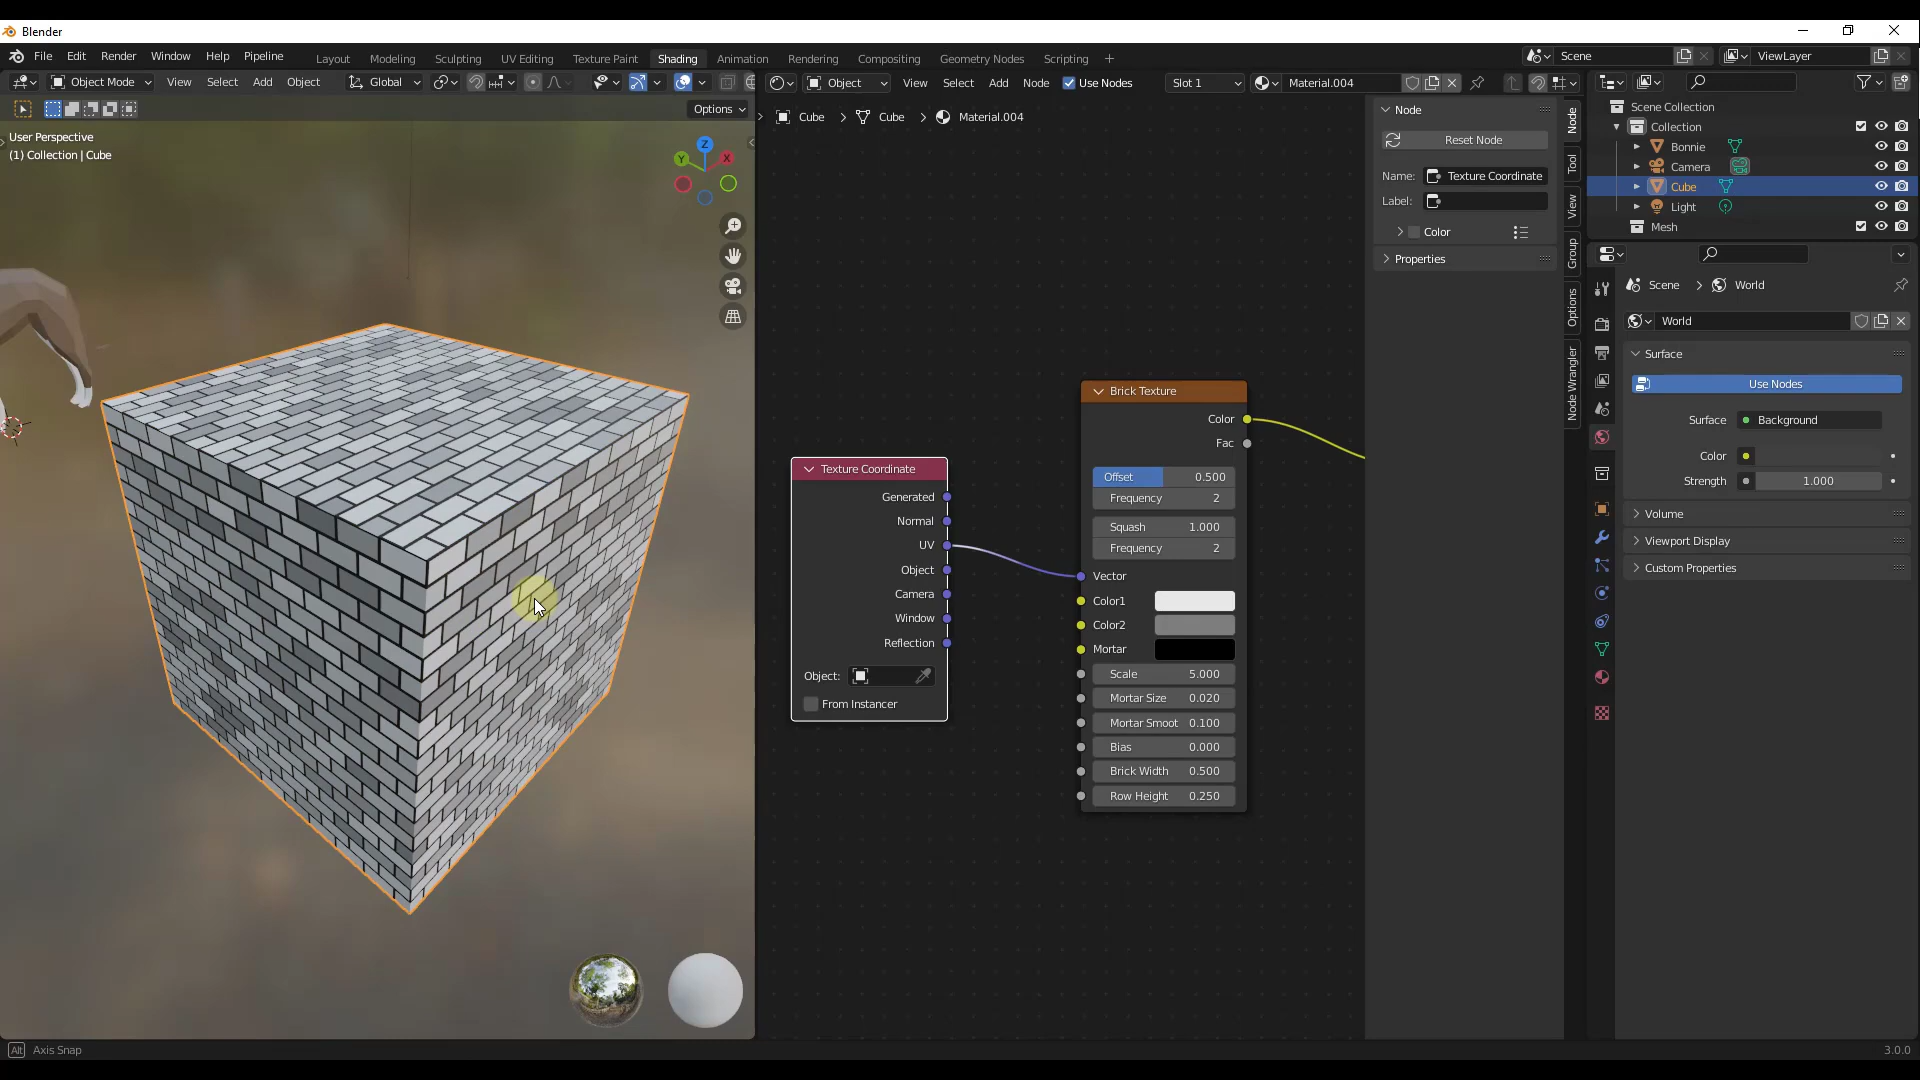 Blender
File Edit Render Window Help Pipeline Layout Modeling Sculpting UV Editing Texture Paint Shading Animation Rendering Compositing Geometry Nodes Scripting + Scene ViewLayer
Object Mode View Select Add Object Global Object View Select Add Node Use Nodes Slot 1 Material.004
Options
Cube > Cube > Material.004
User Perspective
(1) Collection | Cube
Z
Y
X
Node
Reset Node
Name: Texture Coordinate
Label:
Color
Properties
Node
Tool
View
Group
Options
Node Wrangler
Texture Coordinate
Generated
Normal
UV
Object
Camera
Window
Reflection
Object:
From Instancer
Brick Texture
Color
Fac
Offset 0.500
Frequency 2
Squash 1.000
Frequency 2
Vector
Color1
Color2
Mortar
Scale 5.000
Mortar Size 0.020
Mortar Smoot 0.100
Bias 0.000
Brick Width 0.500
Row Height 0.250
Scene Collection
Collection
Bonnie
Camera
Cube
Light
Mesh
Scene > World
World
Surface
Use Nodes
Surface Background
Color
Strength 1.000
Volume
Viewport Display
Custom Properties
Alt Axis Snap
3.0.0